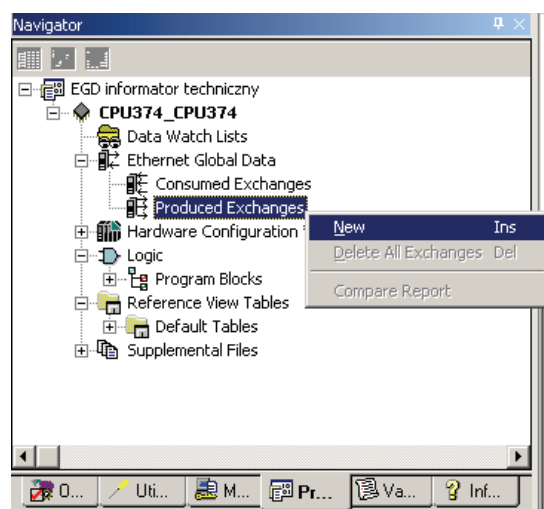 Navigator
EGD informator techniczny
CPU374_CPU374
Data Watch Lists
Ethernet Global Data
Consumed Exchanges
Produced Exchanges
New Ins
Hardware Configuration
Delete All Exchanges Del
Logic
Program Blocks
Compare Report
Reference View Tables
Default Tables
Supplemental Files
O... Uti... M... Pr... Va... Inf...